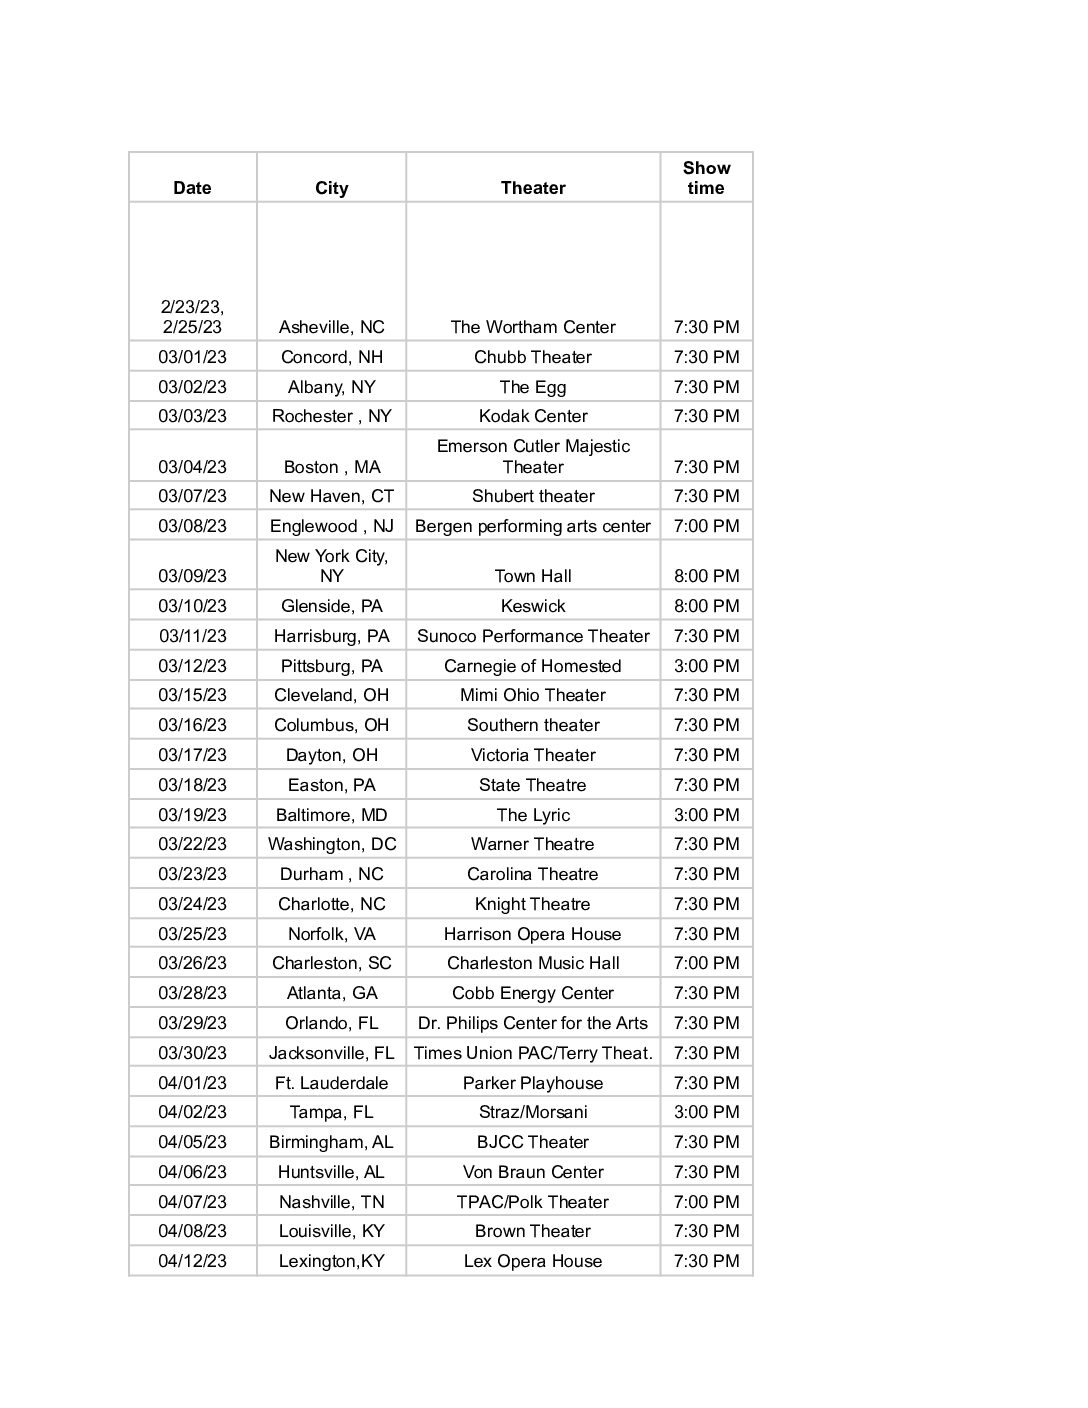 Date City Theater Show
time
2/23/23,
2/25/23 Asheville, NC The Wortham Center 7:30 PM
03/01/23 Concord, NH Chubb Theater 7:30 PM
03/02/23 Albany, NY The Egg 7:30 PM
03/03/23 Rochester , NY Kodak Center 7:30 PM
03/04/23 Boston , MA Emerson Cutler Majestic
Theater 7:30 PM
03/07/23 New Haven, CT Shubert theater 7:30 PM
03/08/23 Englewood , NJ Bergen performing arts center 7:00 PM
03/09/23 New York City,
NY Town Hall 8:00 PM
03/10/23 Glenside, PA Keswick 8:00 PM
03/11/23 Harrisburg, PA Sunoco Performance Theater 7:30 PM
03/12/23 Pittsburg, PA Carnegie of Homested 3:00 PM
03/15/23 Cleveland, OH Mimi Ohio Theater 7:30 PM
03/16/23 Columbus, OH Southern theater 7:30 PM
03/17/23 Dayton, OH Victoria Theater 7:30 PM
03/18/23 Easton, PA State Theatre 7:30 PM
03/19/23 Baltimore, MD The Lyric 3:00 PM
03/22/23 Washington, DC Warner Theatre 7:30 PM
03/23/23 Durham , NC Carolina Theatre 7:30 PM
03/24/23 Charlotte, NC Knight Theatre 7:30 PM
03/25/23 Norfolk, VA Harrison Opera House 7:30 PM
03/26/23 Charleston, SC Charleston Music Hall 7:00 PM
03/28/23 Atlanta, GA Cobb Energy Center 7:30 PM
03/29/23 Orlando, FL Dr. Philips Center for the Arts 7:30 PM
03/30/23 Jacksonville, FL Times Union PAC/Terry Theat. 7:30 PM
04/01/23 Ft. Lauderdale Parker Playhouse 7:30 PM
04/02/23 Tampa, FL Straz/Morsani 3:00 PM
04/05/23 Birmingham, AL BJCC Theater 7:30 PM
04/06/23 Huntsville, AL Von Braun Center 7:30 PM
04/07/23 Nashville, TN TPAC/Polk Theater 7:00 PM
04/08/23 Louisville, KY Brown Theater 7:30 PM
04/12/23 Lexington,KY Lex Opera House 7:30 PM